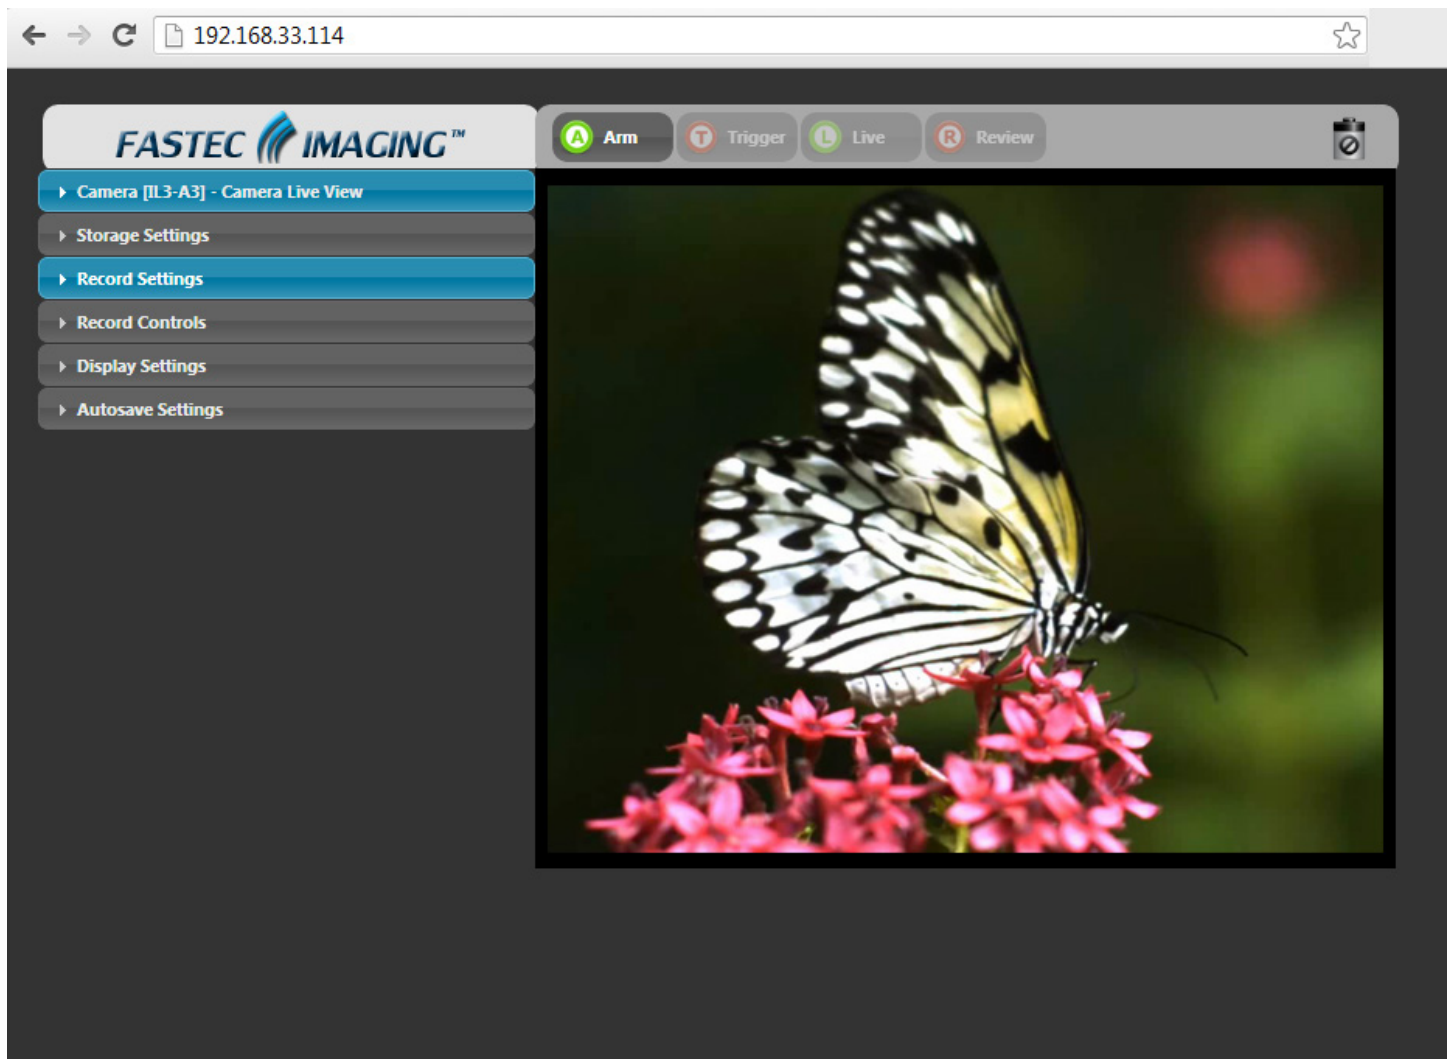 192.168.33.114
FASTEC IMAGING™
A Arm T Trigger L Live R Review
Camera [IL3-A3] - Camera Live View
Storage Settings
Record Settings
Record Controls
Display Settings
Autosave Settings